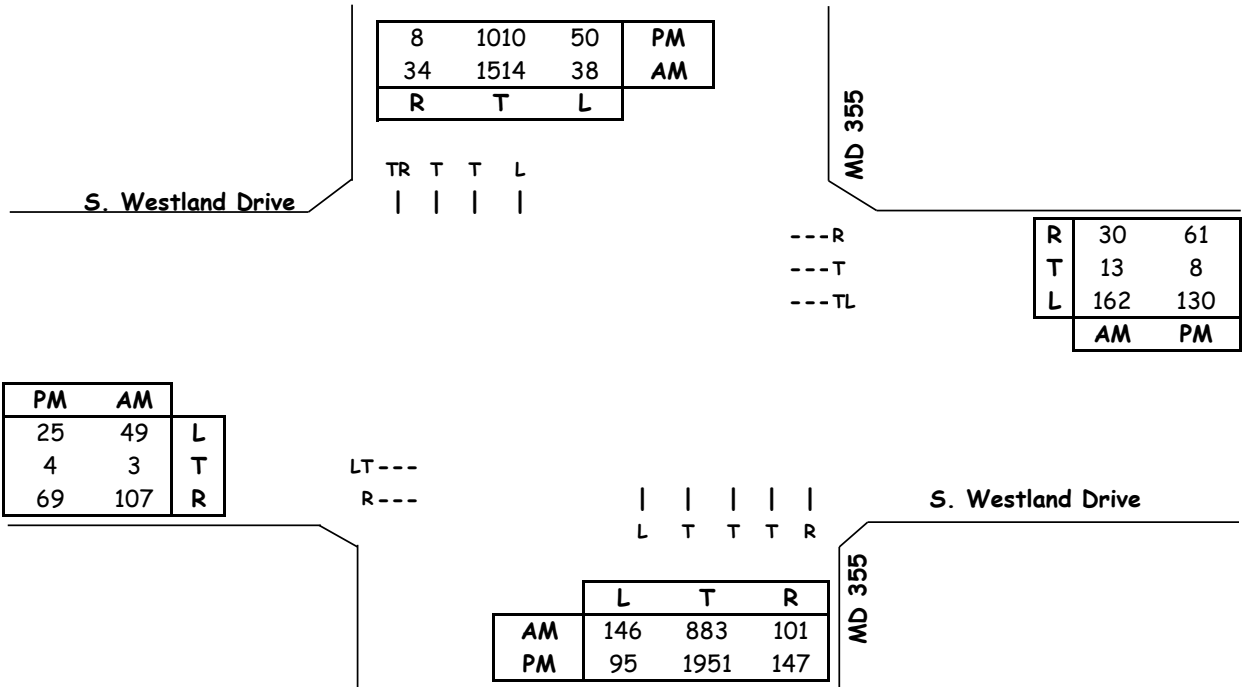 8 1010 50 PM
34 1514 38 AM
R T L
MD 355
TR T T L
S. Westland Drive
---R
---T
---TL
R 30 61
T 13 8
L 162 130
AM PM
PM AM
25 49 L
4 3 T
69 107 R
LT---
R---
L T T T R
S. Westland Drive
MD 355
L T R
AM 146 883 101
PM 95 1951 147